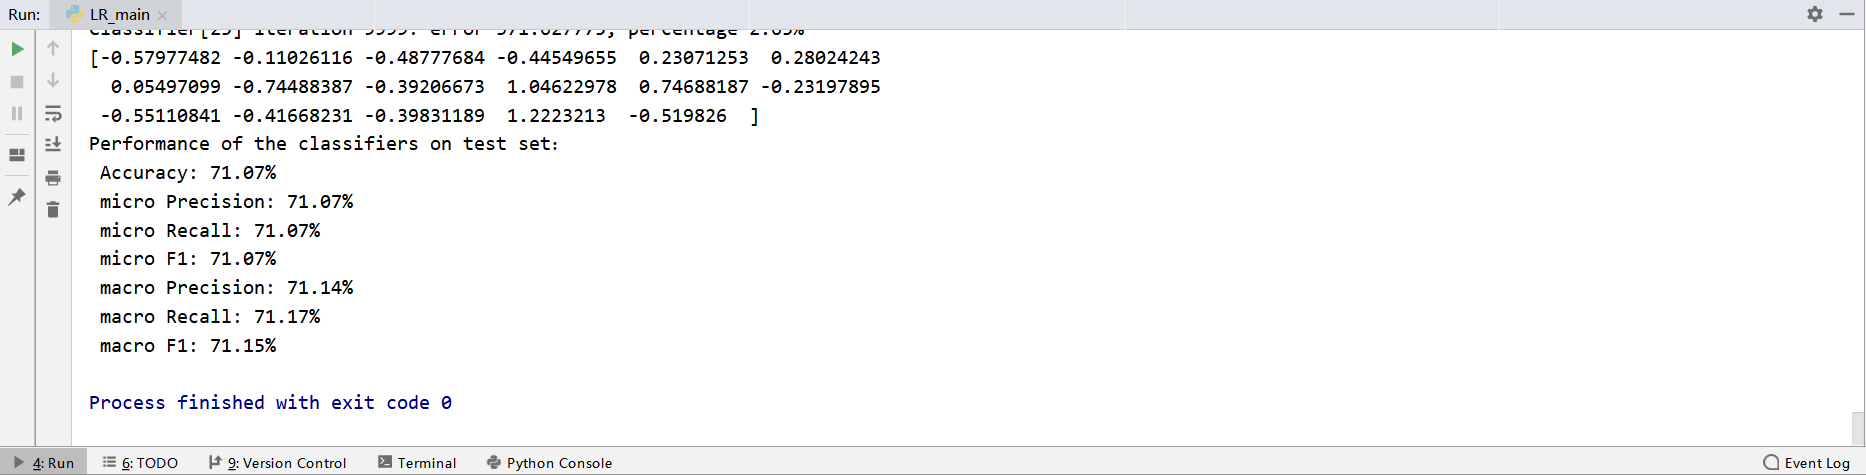 Run: LR_main
[-0.57977482 -0.11026116 -0.48777684 -0.44549655  0.23071253  0.28024243
  0.05497099 -0.74488387 -0.39206673  1.04622978  0.74688187 -0.23197895
 -0.55110841 -0.41668231 -0.39831189  1.2223213  -0.519826  ]
Performance of the classifiers on test set:
 Accuracy: 71.07%
 micro Precision: 71.07%
 micro Recall: 71.07%
 micro F1: 71.07%
 macro Precision: 71.14%
 macro Recall: 71.17%
 macro F1: 71.15%
Process finished with exit code 0
4: Run 6: TODO 9: Version Control Terminal Python Console Event Log